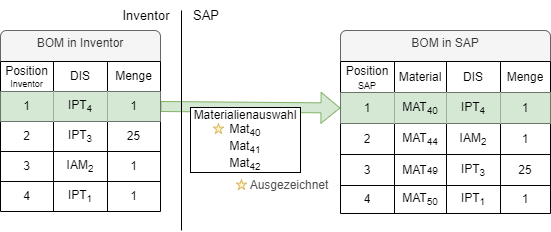 Inventor SAP
BOM in Inventor
Position Inventor DIS Menge
1 IPT4 1
2 IPT3 25
3 IAM2 1
4 IPT1 1
Materialienauswahl
Mat40
Mat41
Mat42
Ausgezeichnet
BOM in SAP
Position SAP Material DIS Menge
1 MAT40 IPT4 1
2 MAT44 IAM2 1
3 MAT49 IPT3 25
4 MAT50 IPT1 1